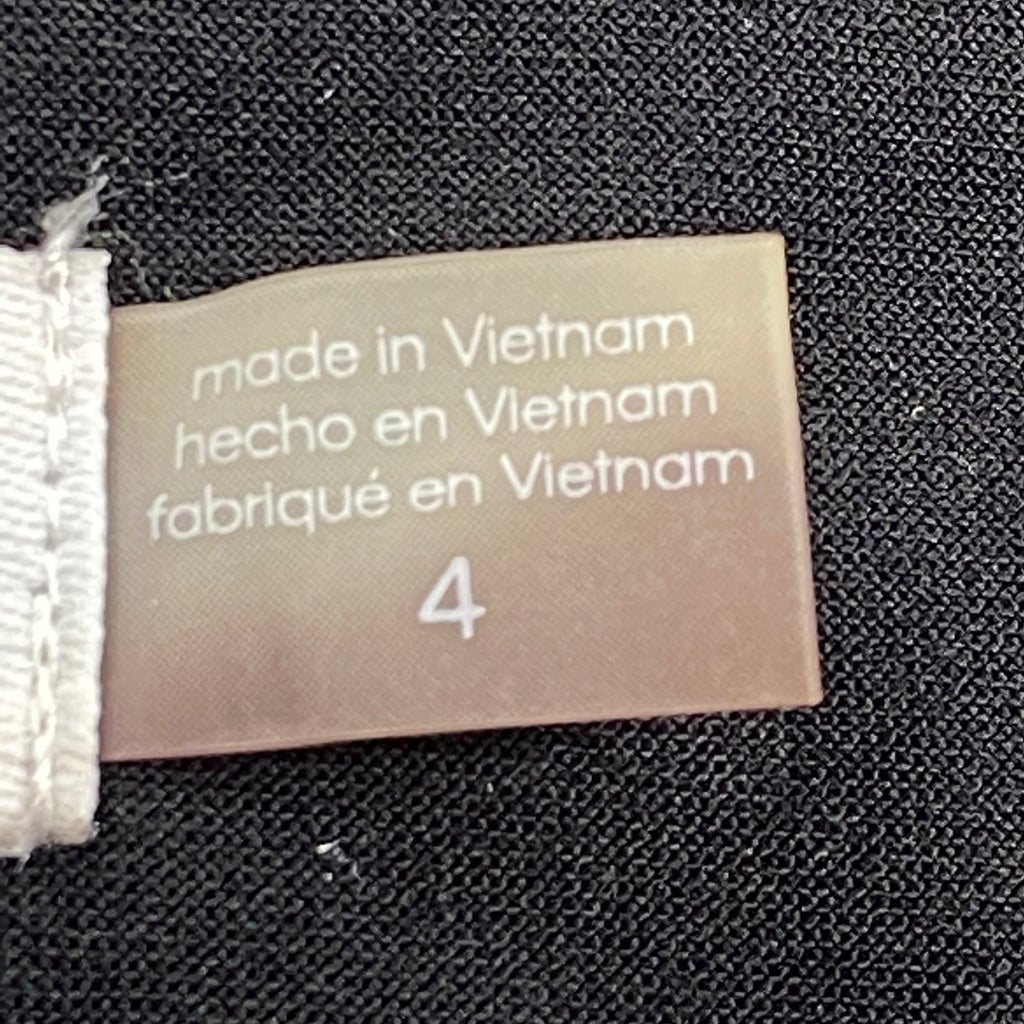 made in Vietnam
hecho en Vietnam
fabriqué en Vietnam
4